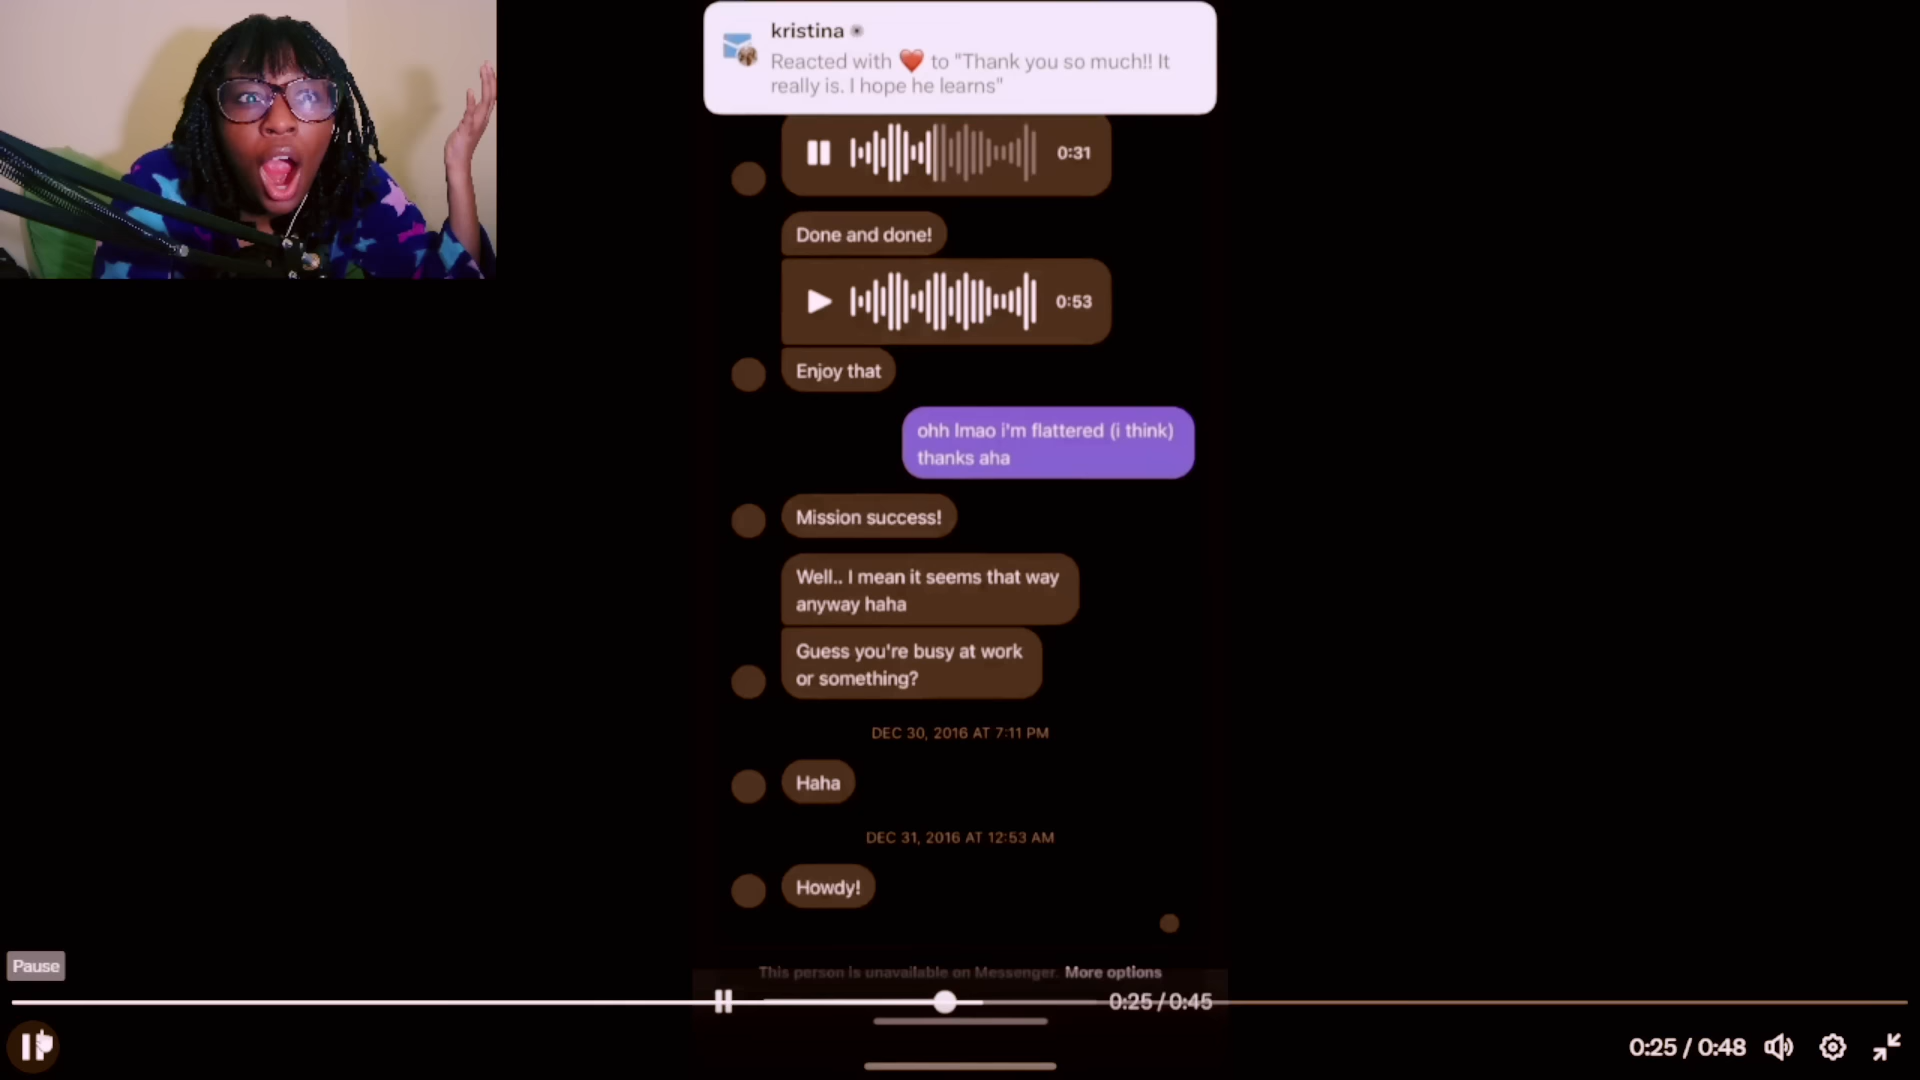 kristina
Reacted with ❤️ to "Thank you so much!! It
really is. I hope he learns"
0:31
Done and done!
0:53
Enjoy that
ohh lmao i'm flattered (i think)
thanks aha
Mission success!
Well.. I mean it seems that way
anyway haha
Guess you're busy at work
or something?
DEC 30, 2016 AT 7:11 PM
Haha
DEC 31, 2016 AT 12:53 AM
Howdy!
Pause
This person is unavailable on Messenger. More options
0:25 / 0:45
0:25 / 0:48